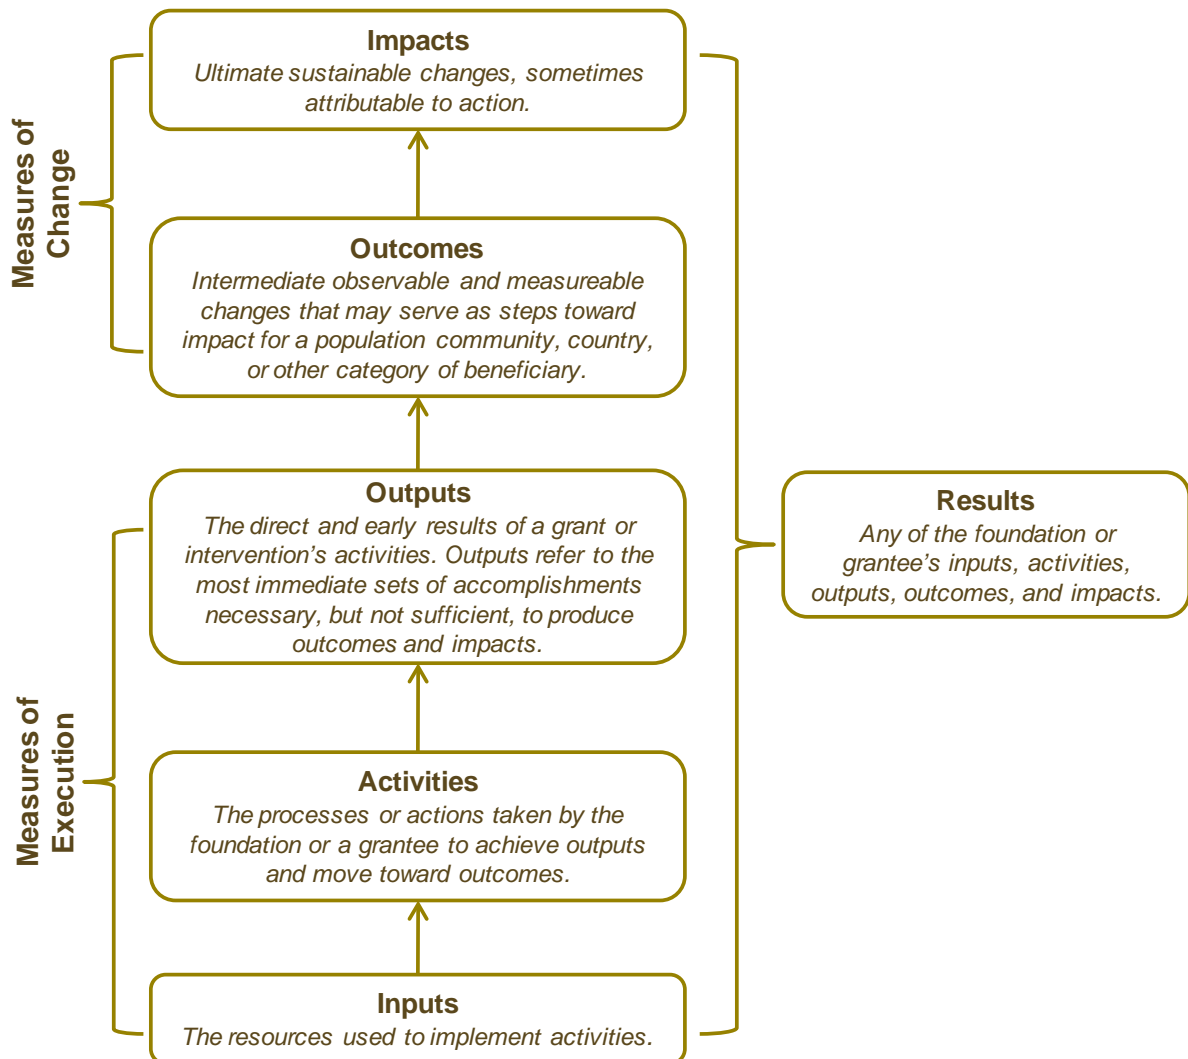 Measures of
Change
Impacts
Ultimate sustainable changes, sometimes
attributable to action.
Outcomes
Intermediate observable and measureable
changes that may serve as steps toward
impact for a population community, country,
or other category of beneficiary.
Measures of
Execution
Outputs
The direct and early results of a grant or
intervention’s activities. Outputs refer to the
most immediate sets of accomplishments
necessary, but not sufficient, to produce
outcomes and impacts.
Activities
The processes or actions taken by the
foundation or a grantee to achieve outputs
and move toward outcomes.
Inputs
The resources used to implement activities.
Results
Any of the foundation or
grantee’s inputs, activities,
outputs, outcomes, and impacts.